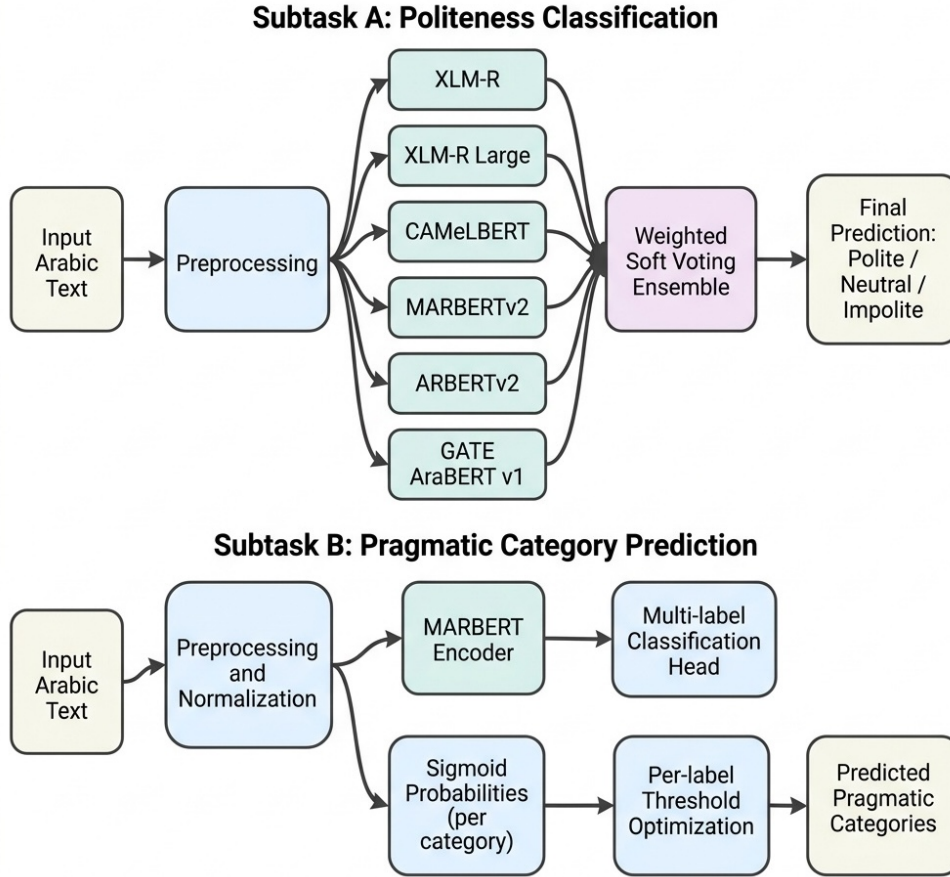 Subtask A: Politeness Classification
Input
Arabic
Text
Preprocessing
XLM-R
XLM-R Large
CAMeLBERT
MARBERTv2
ARBERTv2
GATE
AraBERT v1
Weighted
Soft Voting
Ensemble
Final
Prediction:
Polite /
Neutral /
Impolite
Subtask B: Pragmatic Category Prediction
Input
Arabic
Text
Preprocessing
and
Normalization
MARBERT
Encoder
Multi-label
Classification
Head
Sigmoid
Probabilities
(per
category)
Per-label
Threshold
Optimization
Predicted
Pragmatic
Categories